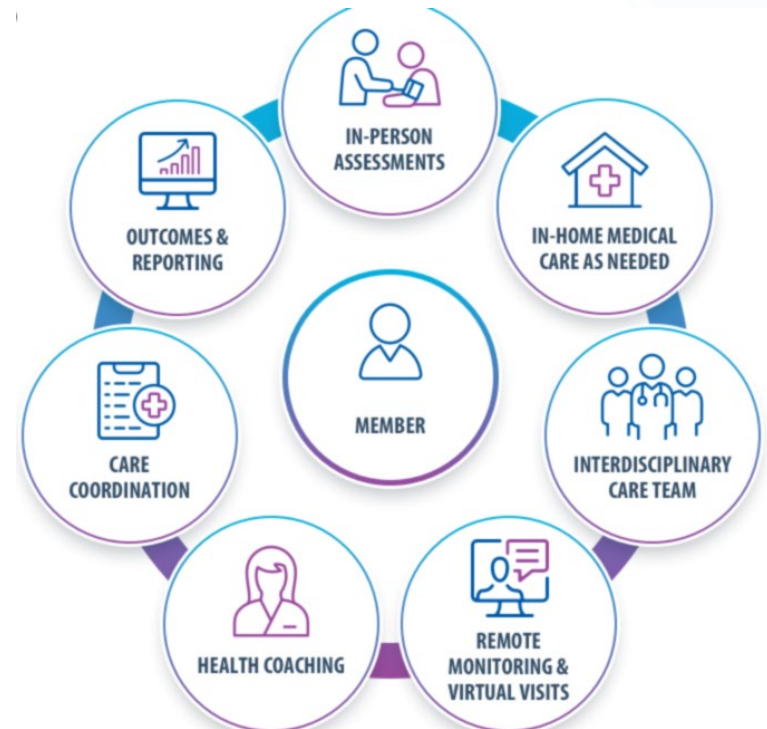 IN-PERSON
ASSESSMENTS
IN-HOME MEDICAL
CARE AS NEEDED
INTERDISCIPLINARY
CARE TEAM
REMOTE
MONITORING &
VIRTUAL VISITS
HEALTH COACHING
CARE
COORDINATION
OUTCOMES &
REPORTING
MEMBER